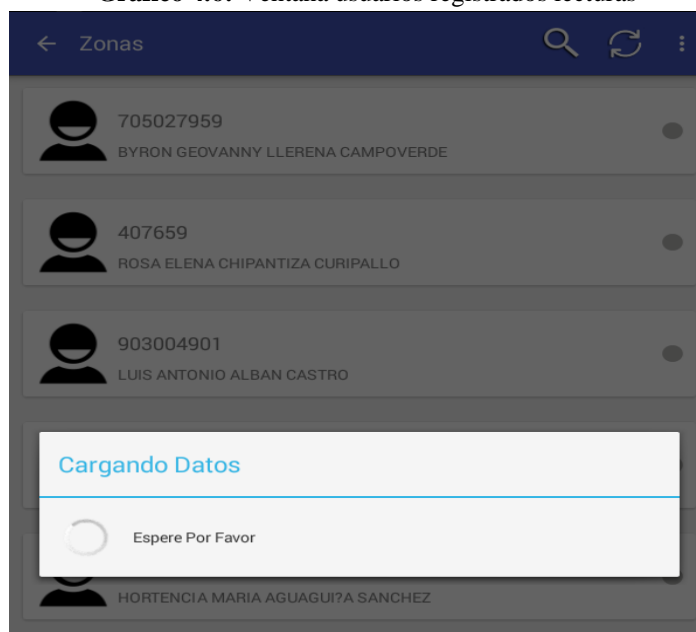 Zonas
705027959
BYRON GEOVANNY LLERENA CAMPOVERDE
407659
ROSA ELENA CHIPANTIZA CURIPALLO
903004901
LUIS ANTONIO ALBAN CASTRO
Cargando Datos
Espere Por Favor
HORTENCIA MARIA AGUAGUI?A SANCHEZ